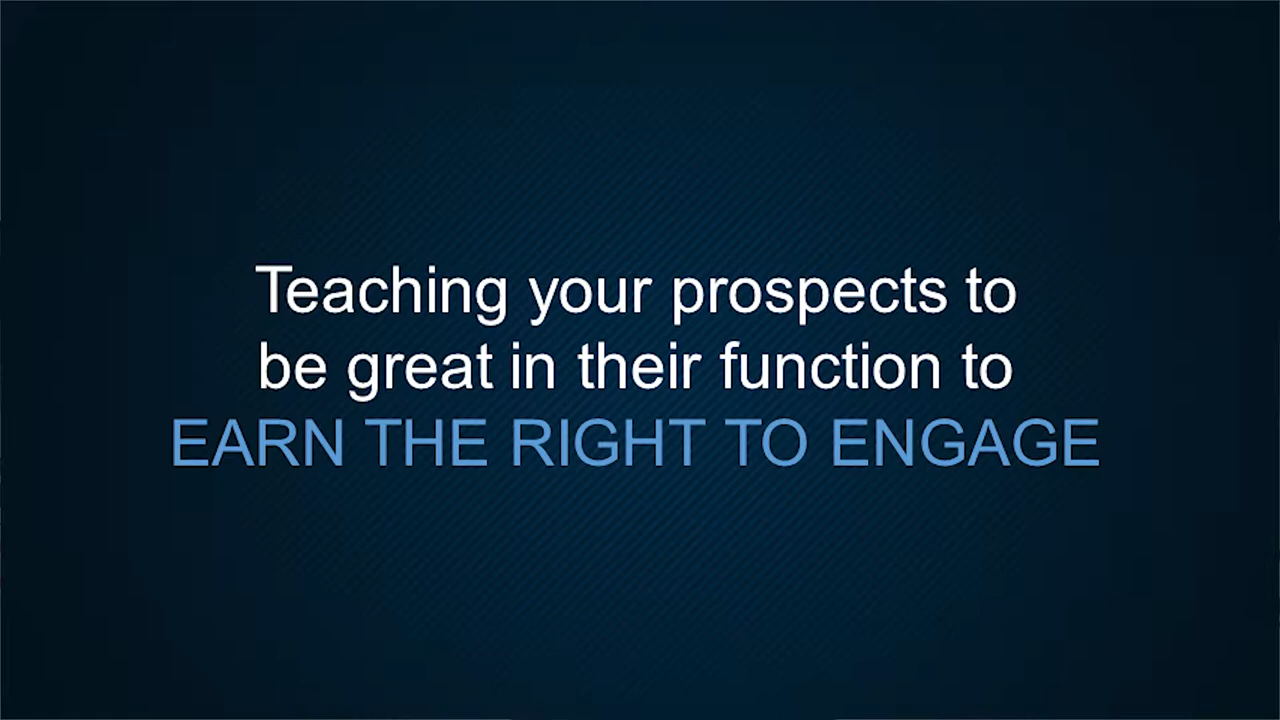 Teaching your prospects to
be great in their function to
EARN THE RIGHT TO ENGAGE